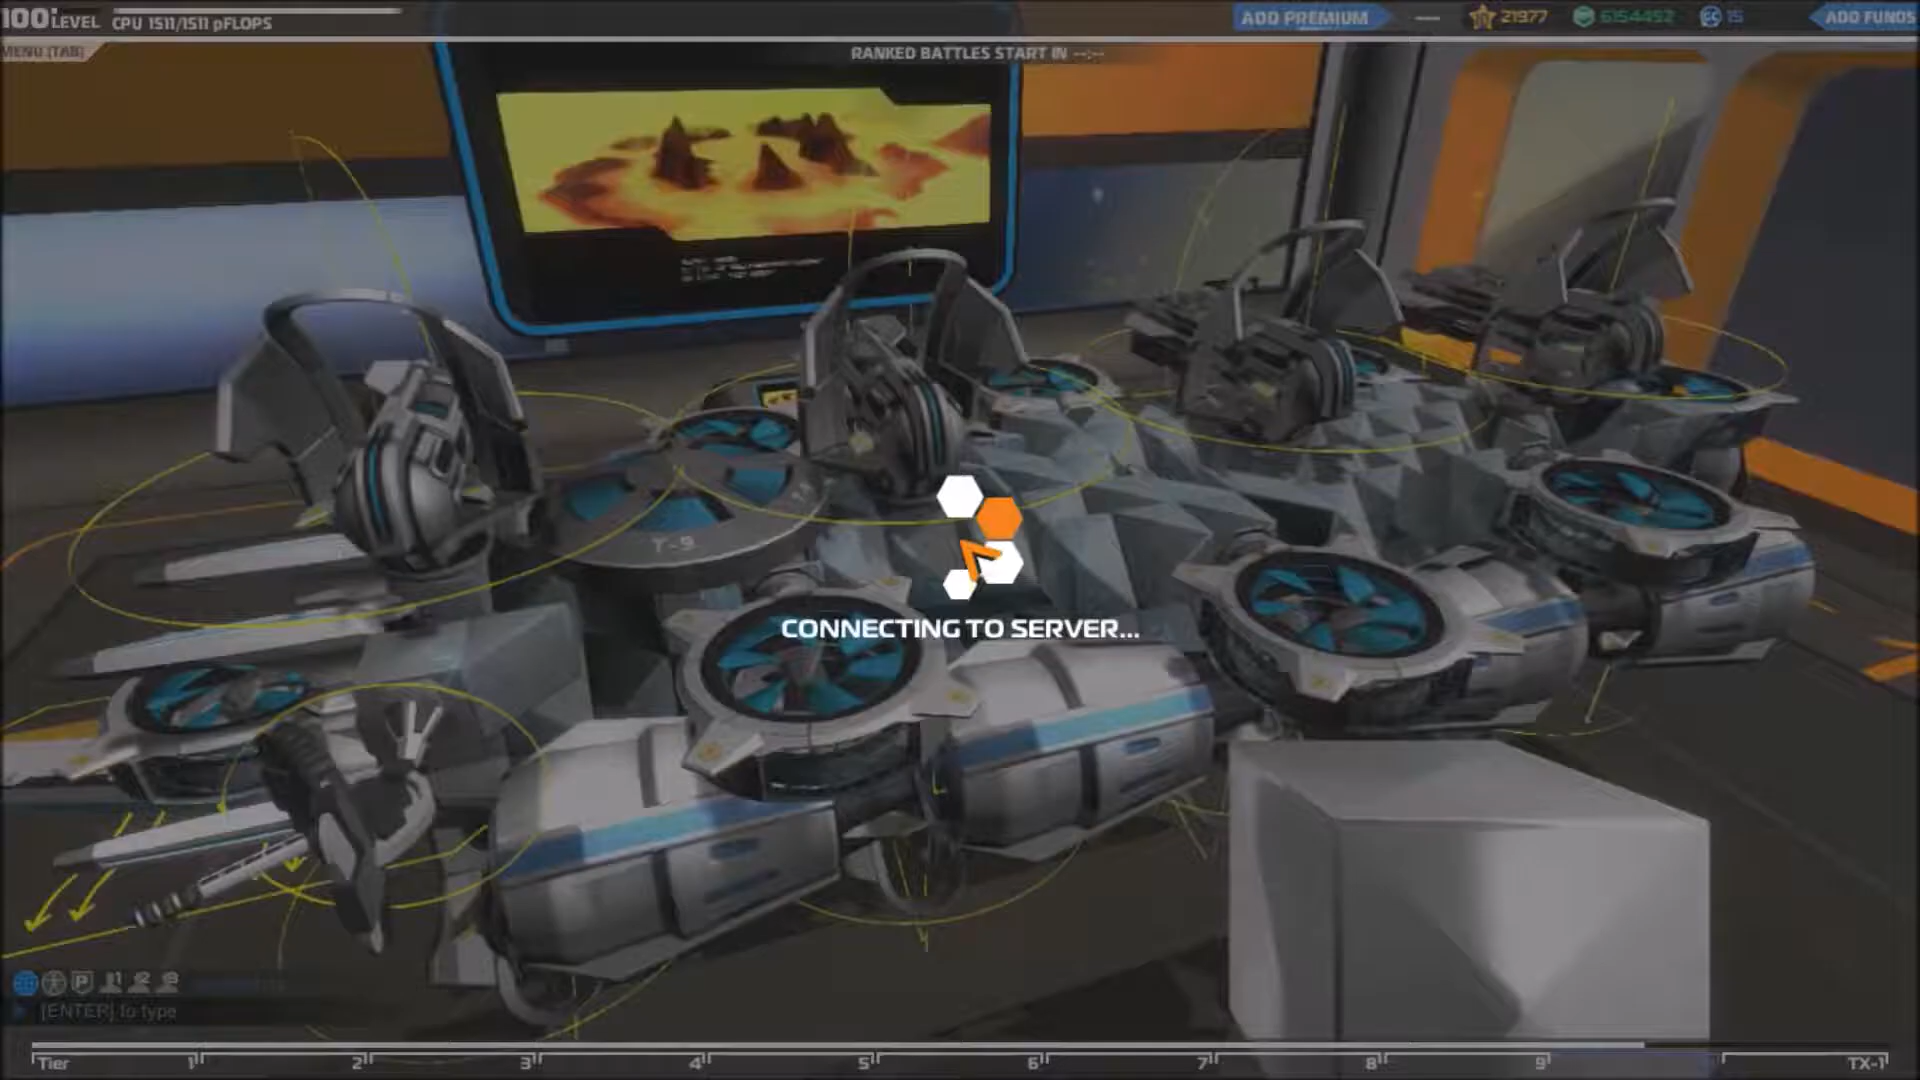 100 LEVEL CPU 1511/1511 pFLOPS
ADD PREMIUM
21977
6154452
15
ADD FUNDS
MENU (TAB)
RANKED BATTLES START IN --:--
T-9
CONNECTING TO SERVER...
P
[ENTER] to type
Tier 1 2 3 4 5 6 7 8 9 TX-1